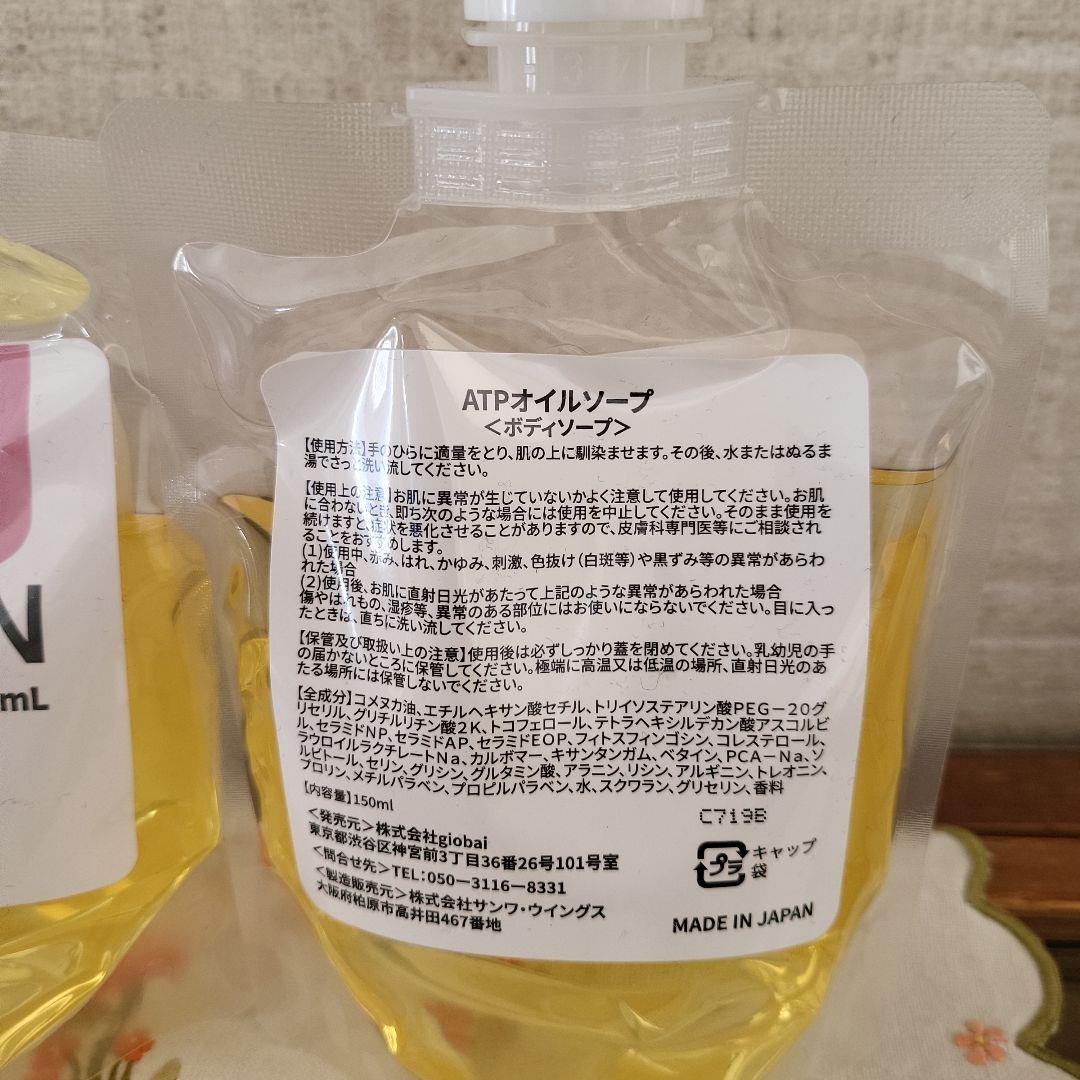 N
mL
ATPオイルソープ
<ボディソープ>
【使用方法】手のひらに適量をとり、肌の上に馴染ませます。その後、水またはぬるま
湯でさっと洗い流してください。
【使用上の注意】お肌に異常が生じていないかよく注意して使用してください。お肌
に合わないとき、即ち次のような場合には使用を中止してください。そのまま使用を
続けますと、症状を悪化させることがありますので、皮膚科専門医等にご相談され
ることをおすすめします。
(1)使用中、赤み、はれ、かゆみ、刺激、色抜け(白斑等)や黒ずみ等の異常があらわ
れた場合
(2)使用後、お肌に直射日光があたって上記のような異常があらわれた場合
傷やはれもの、湿疹等、異常のある部位にはお使いにならないでください。目に入っ
たときは、直ちに洗い流してください。
【保管及び取扱い上の注意】使用後は必ずしっかり蓋を閉めてください。乳幼児の手
の届かないところに保管してください。極端に高温又は低温の場所、直射日光のあ
たる場所には保管しないでください。
【全成分】コメヌカ油、エチルヘキサン酸セチル、トリイソステアリン酸PEG-20グ
リセリル、グリチルリチン酸2K、トコフェロール、テトラヘキシルデカン酸アスコルビ
ル、セラミドNP、セラミドAP、セラミドEOP、フィトスフィンゴシン、コレステロール、
ラウロイルラクチレートNa、カルボマー、キサンタンガム、ベタイン、PCA-Na、ソ
ルビトール、セリン、グリシン、グルタミン酸、アラニン、リシン、アルギニン、トレオニン、
プロリン、メチルパラベン、プロピルパラベン、水、スクワラン、グリセリン、香料
【内容量】150ml
C719B
<発売元>株式会社giobai
東京都渋谷区神宮前3丁目36番26号101号室
<問合せ先>TEL:050-3116-8331
<製造販売元>株式会社サンワ・ウイングス
大阪府柏原市高井田467番地
プラ
キャップ
袋
MADE IN JAPAN